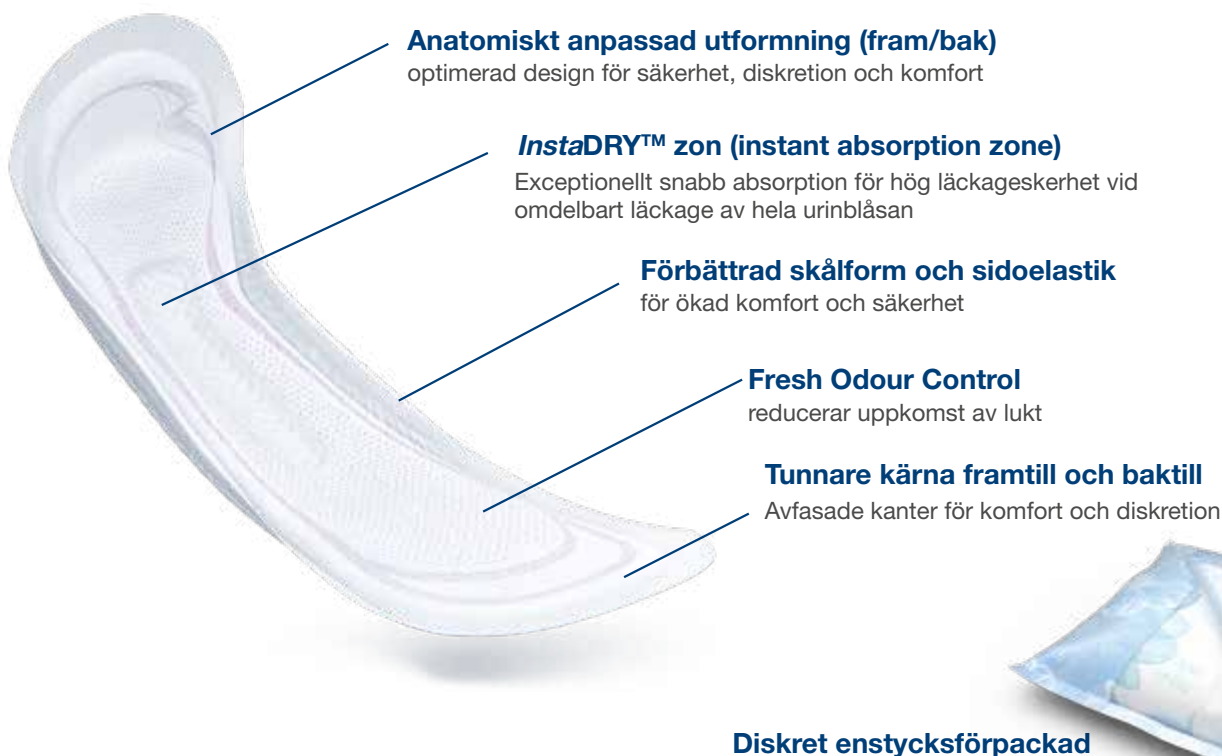 Anatomiskt anpassad utformning (fram/bak)
optimerad design för säkerhet, diskretion och komfort
InstaDRY™ zon (instant absorption zone)
Exceptionellt snabb absorption för hög läckageskerhet vid
omdelbart läckage av hela urinblåsan
Förbättrad skålform och sidoelastik
för ökad komfort och säkerhet
Fresh Odour Control
reducerar uppkomst av lukt
Tunnare kärna framtill och baktill
Avfasade kanter för komfort och diskretion
Diskret enstycksförpackad